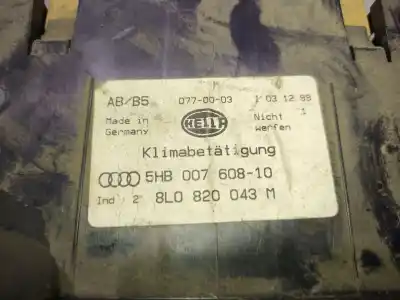 AB/B5 077-00-03 1 03.12.99
Made in Germany HELLA Nicht werfen
Klimabetätigung
5HB 007 608-10
Ind 2 8L0 820 043 M